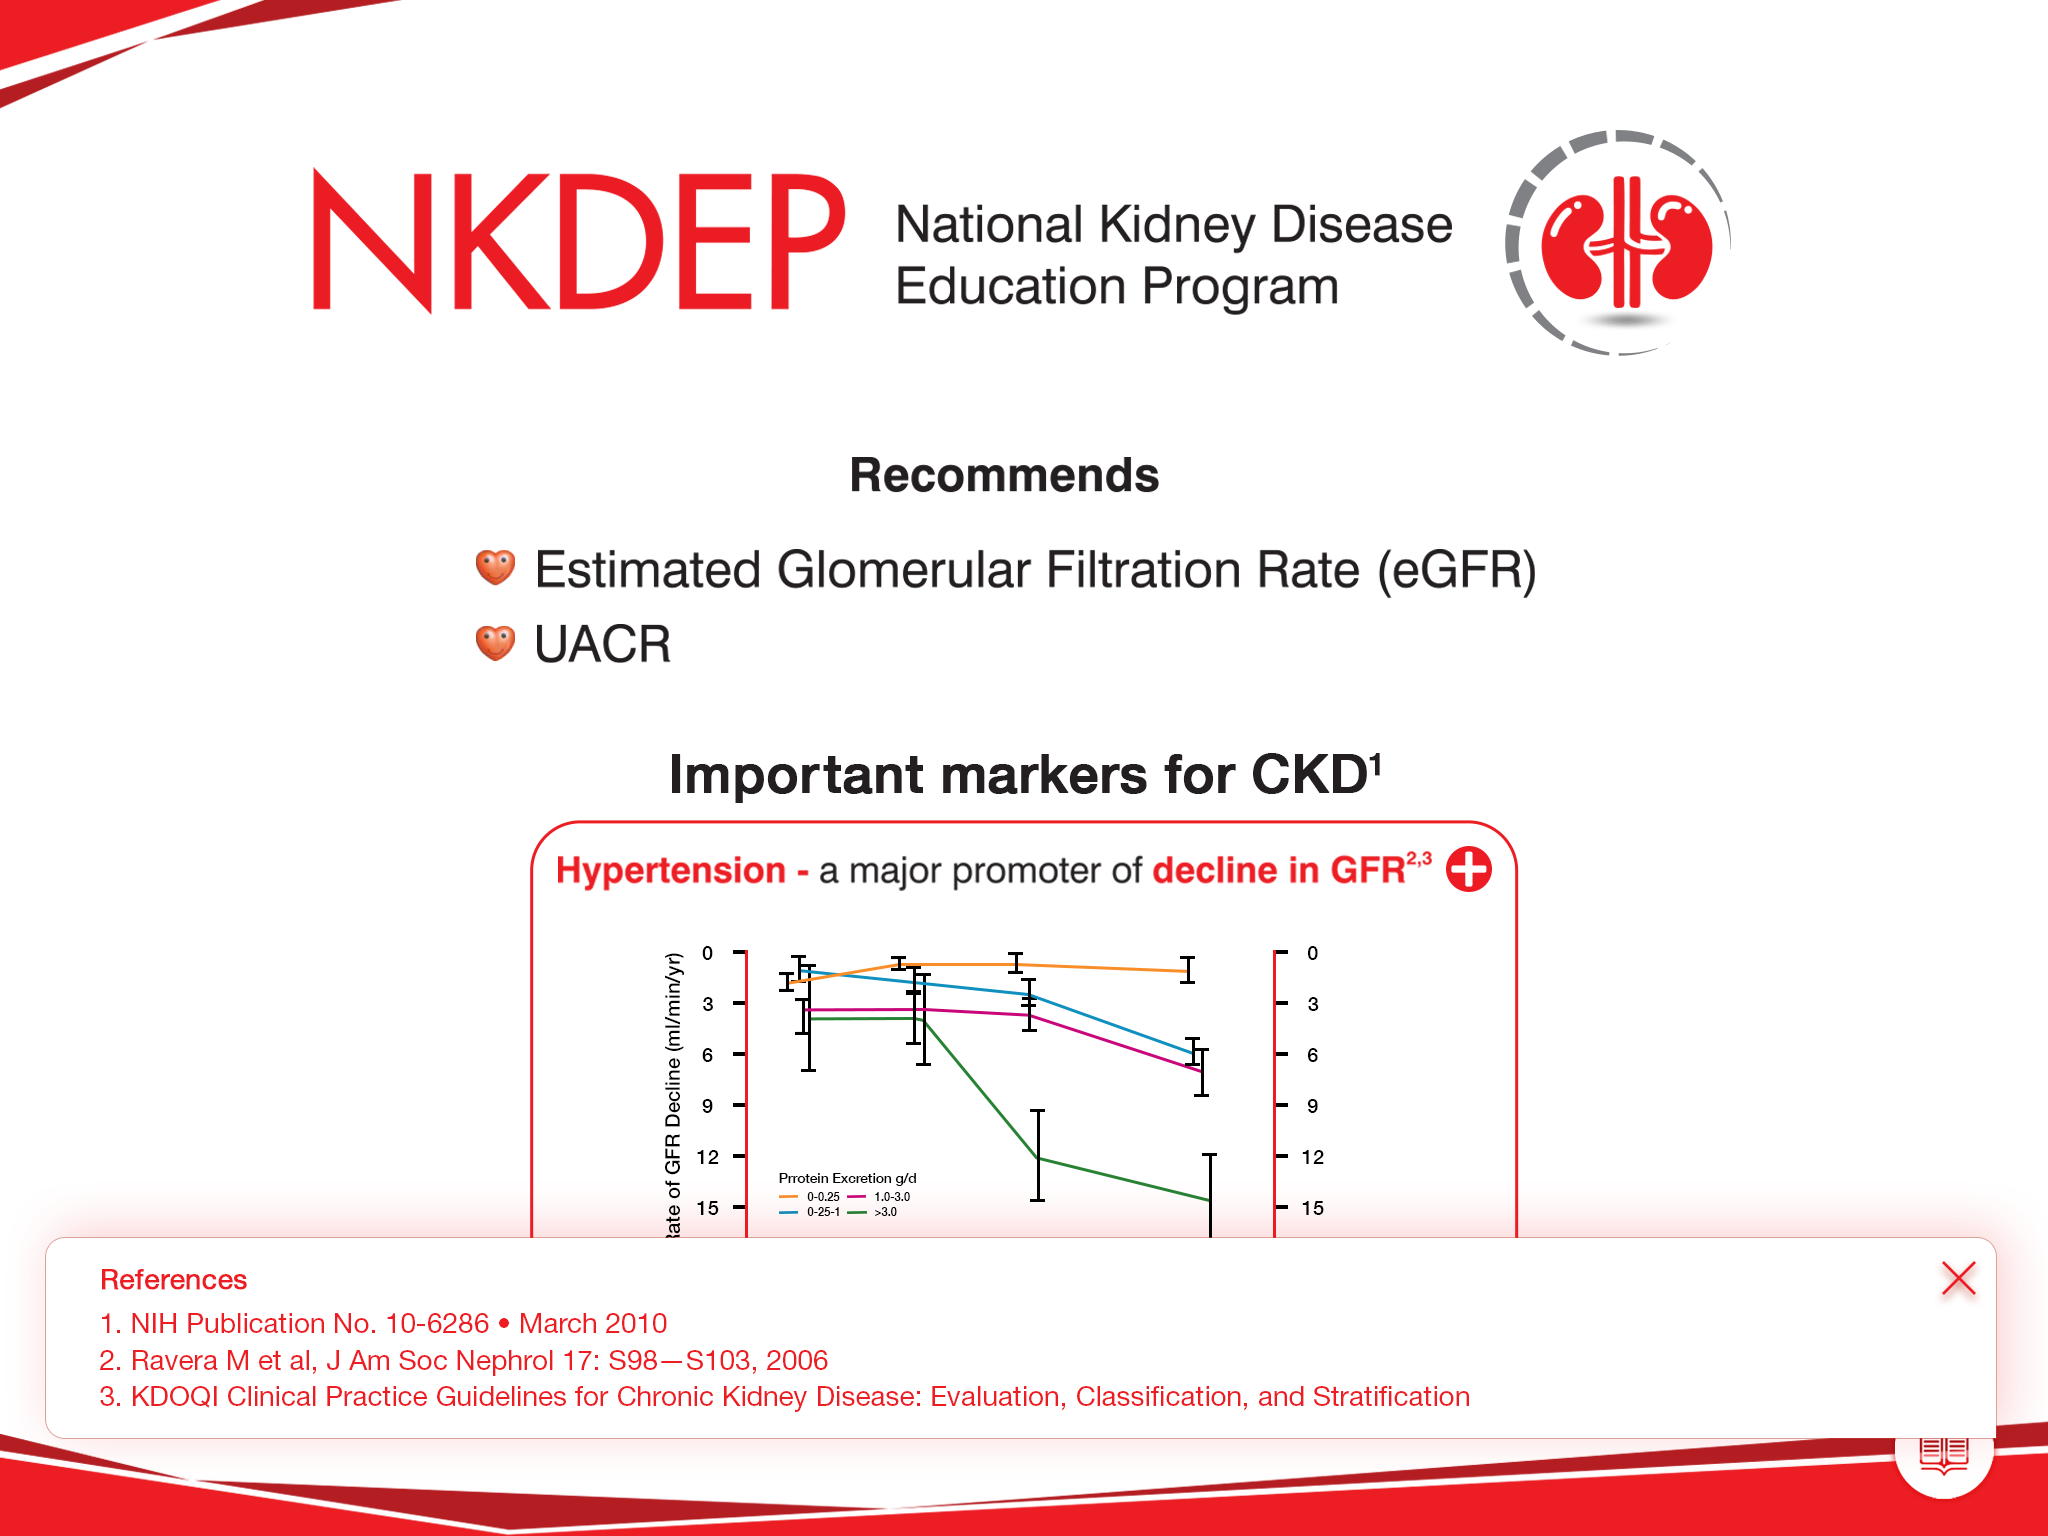 NKDEP
National Kidney Disease
Education Program
Recommends
Estimated Glomerular Filtration Rate (eGFR)
UACR
Important markers for CKD¹
Hypertension - a major promoter of decline in GFR²,³
Rate of GFR Decline (ml/min/yr)
0 0
3 3
6 6
9 9
12 12
15 15
Prrotein Excretion g/d
0-0.25 1.0-3.0
0-25-1 >3.0
References
1. NIH Publication No. 10-6286 • March 2010
2. Ravera M et al, J Am Soc Nephrol 17: S98—S103, 2006
3. KDOQI Clinical Practice Guidelines for Chronic Kidney Disease: Evaluation, Classification, and Stratification